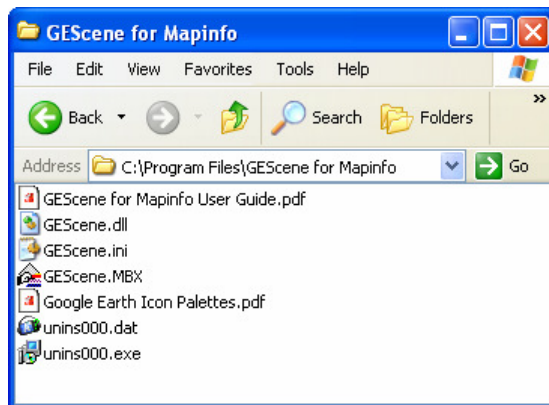 GEScene for Mapinfo
File Edit View Favorites Tools Help
Back Search Folders »
Address C:\Program Files\GEScene for Mapinfo Go
GEScene for Mapinfo User Guide.pdf
GEScene.dll
GEScene.ini
GEScene.MBX
Google Earth Icon Palettes.pdf
unins000.dat
unins000.exe